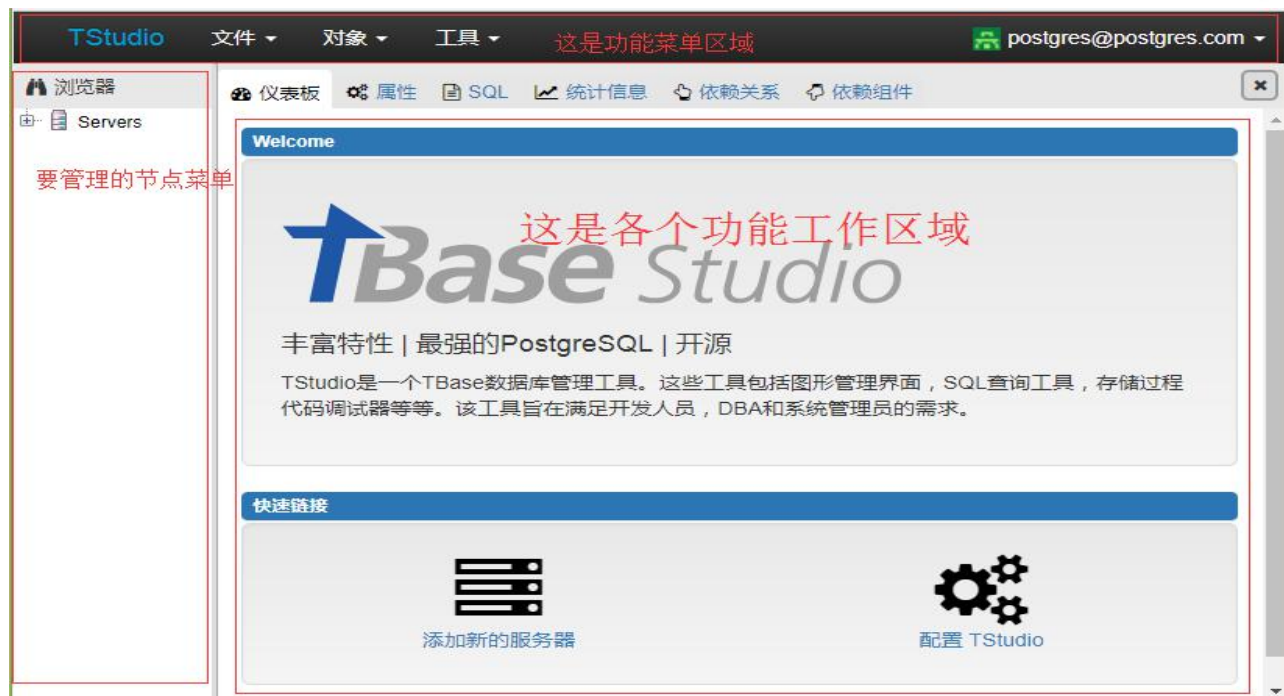 TStudio 文件 对象 工具 这是功能菜单区域 postgres@postgres.com
浏览器 仪表板 属性 SQL 统计信息 依赖关系 依赖组件
Servers
Welcome
要管理的节点菜单
这是各个功能工作区域
TBase Studio
丰富特性 | 最强的PostgreSQL | 开源
TStudio是一个TBase数据库管理工具。这些工具包括图形管理界面，SQL查询工具，存储过程
代码调试器等等。该工具旨在满足开发人员，DBA和系统管理员的需求。
快速链接
添加新的服务器 配置 TStudio